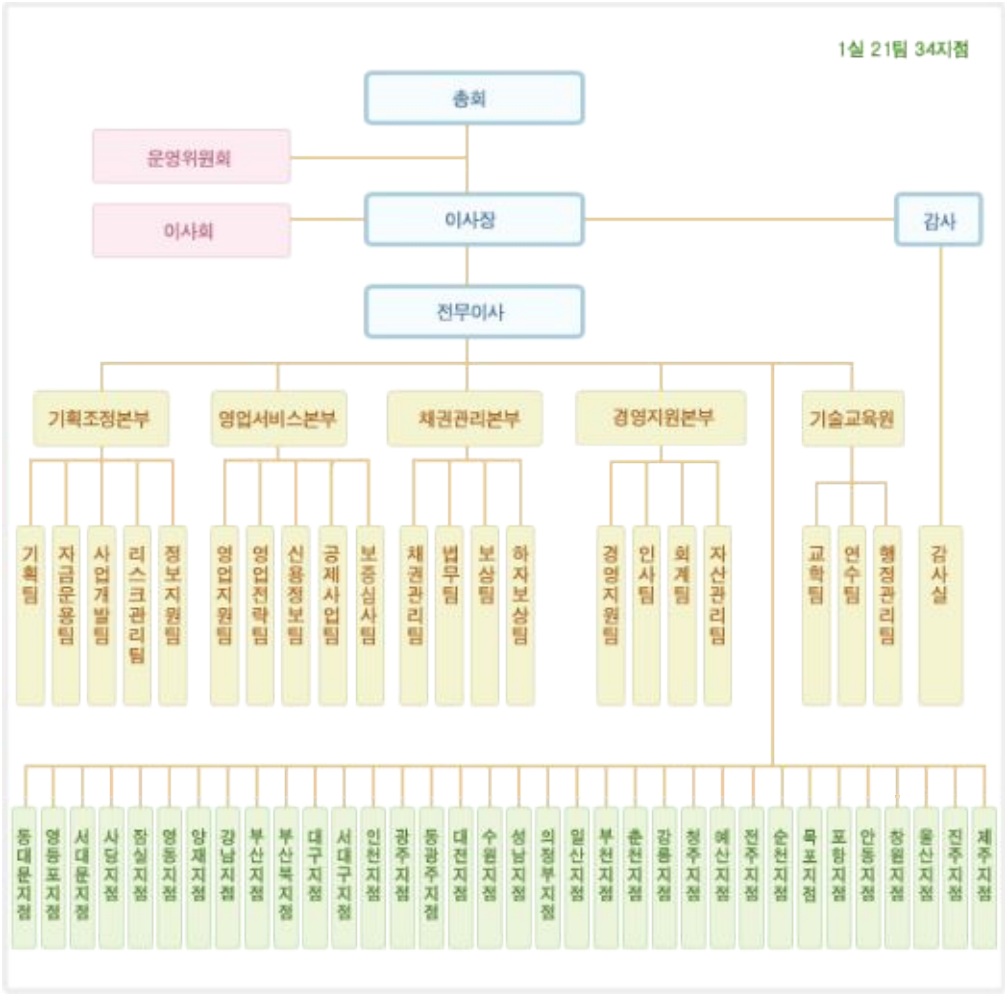 1실 21팀 34지점
총회
운영위원회
이사회
이사장
감사
전무이사
기획조정본부
영업서비스본부
채권관리본부
경영지원본부
기술교육원
기획팀
자금운용팀
사업개발팀
리스크관리팀
정보지원팀
영업지원팀
영업전략팀
신용정보팀
공제사업팀
보증심사팀
채권관리팀
법무팀
보상팀
하자보상팀
경영지원팀
인사팀
회계팀
자산관리팀
교학팀
연수팀
행정관리팀
감사실
동대문지점
영등포지점
서대문지점
사당지점
잠실지점
영동지점
양재지점
강남지점
부산지점
부산북지점
대구지점
서대구지점
인천지점
광주지점
동광주지점
대전지점
수원지점
성남지점
의정부지점
일산지점
부천지점
춘천지점
강릉지점
청주지점
예산지점
전주지점
순천지점
목포지점
포항지점
안동지점
창원지점
울산지점
진주지점
제주지점